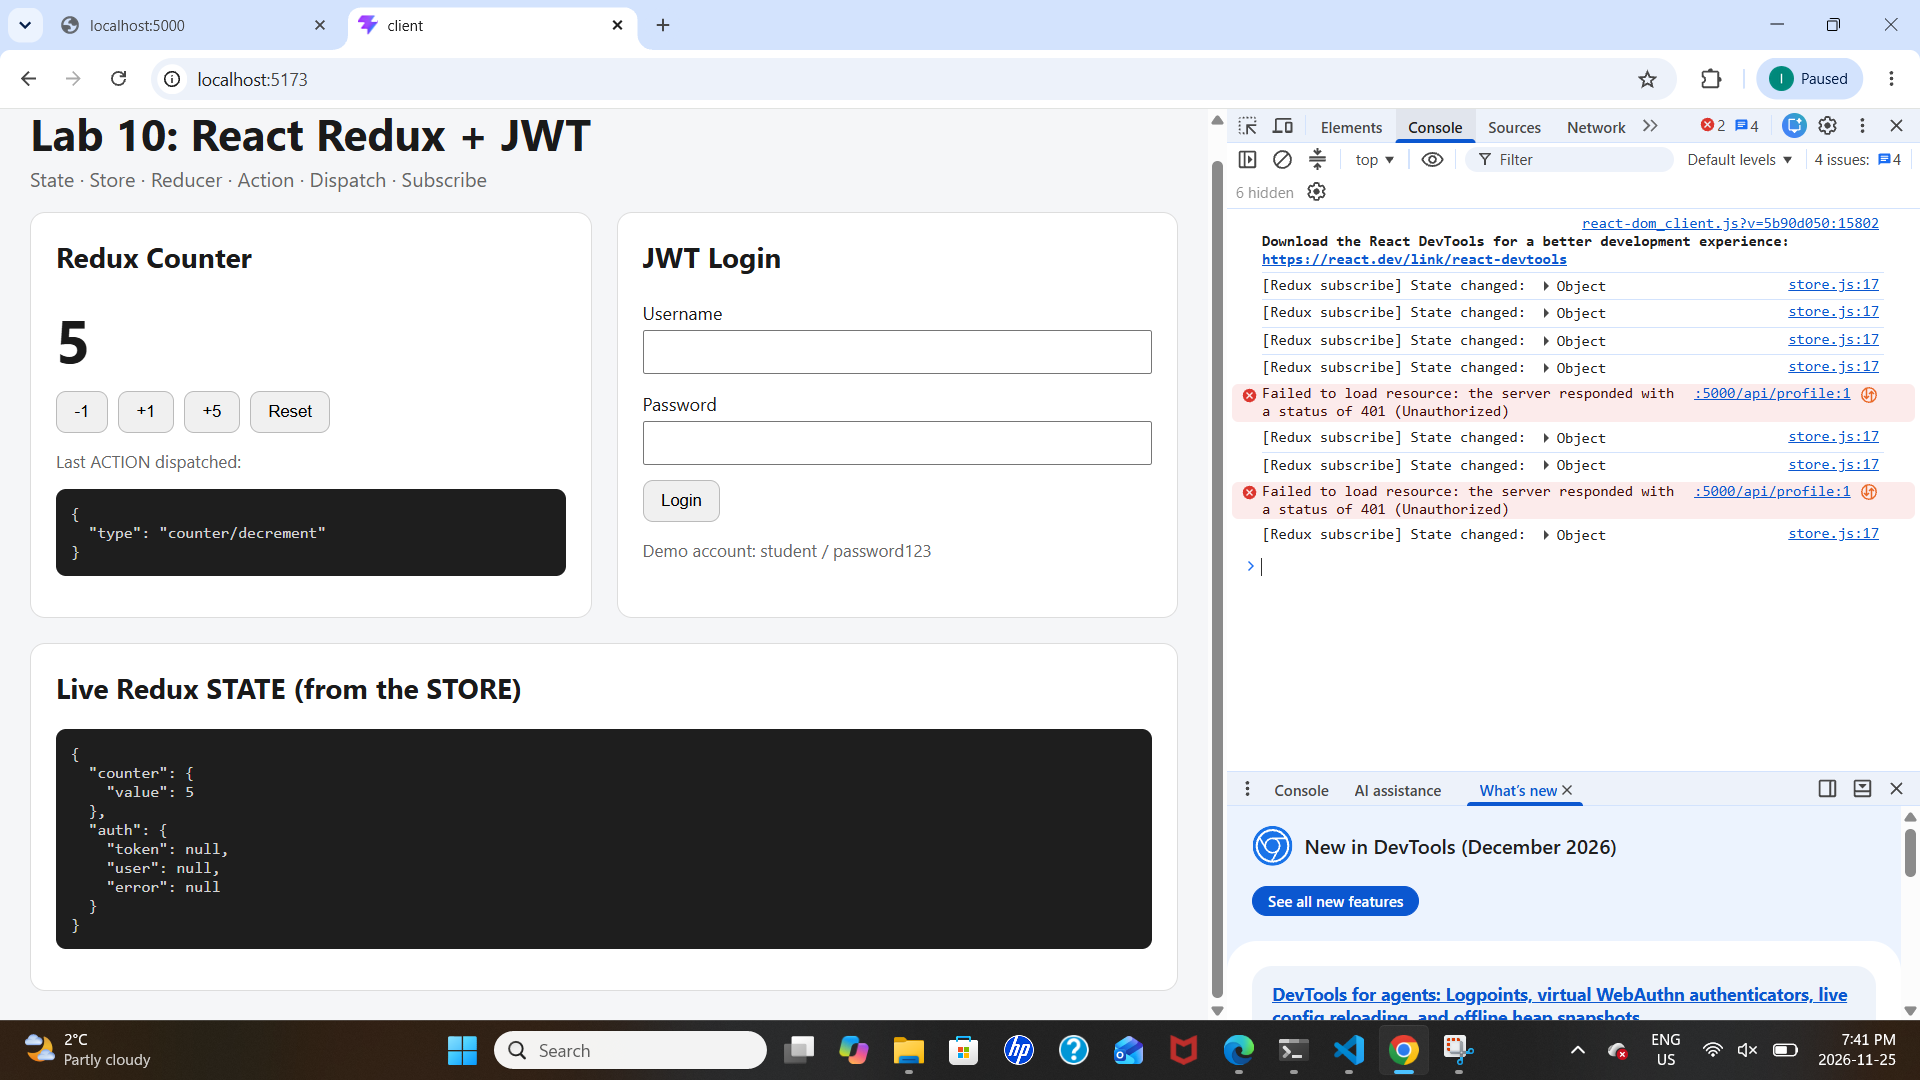 localhost:5000
client
localhost:5173
Paused
Lab 10: React Redux + JWT
State · Store · Reducer · Action · Dispatch · Subscribe
Redux Counter
5
-1
+1
+5
Reset
Last ACTION dispatched:
{
"type": "counter/decrement"
}
JWT Login
Username
Password
Login
Demo account: student / password123
Live Redux STATE (from the STORE)
{
"counter": {
"value": 5
},
"auth": {
"token": null,
"user": null,
"error": null
}
}
Elements
Console
Sources
Network
2
4
top
Filter
Default levels
4 issues:
4
6 hidden
react-dom_client.js?v=5b90d050:15802
Download the React DevTools for a better development experience:
https://react.dev/link/react-devtools
[Redux subscribe] State changed: Object store.js:17
[Redux subscribe] State changed: Object store.js:17
[Redux subscribe] State changed: Object store.js:17
[Redux subscribe] State changed: Object store.js:17
Failed to load resource: the server responded with :5000/api/profile:1
a status of 401 (Unauthorized)
[Redux subscribe] State changed: Object store.js:17
[Redux subscribe] State changed: Object store.js:17
Failed to load resource: the server responded with :5000/api/profile:1
a status of 401 (Unauthorized)
[Redux subscribe] State changed: Object store.js:17
Console
AI assistance
What's new
New in DevTools (December 2026)
See all new features
DevTools for agents: Logpoints, virtual WebAuthn authenticators, live
config reloading, and offline heap snapshots
2°C
Partly cloudy
Search
hp
ENG
US
7:41 PM
2026-11-25